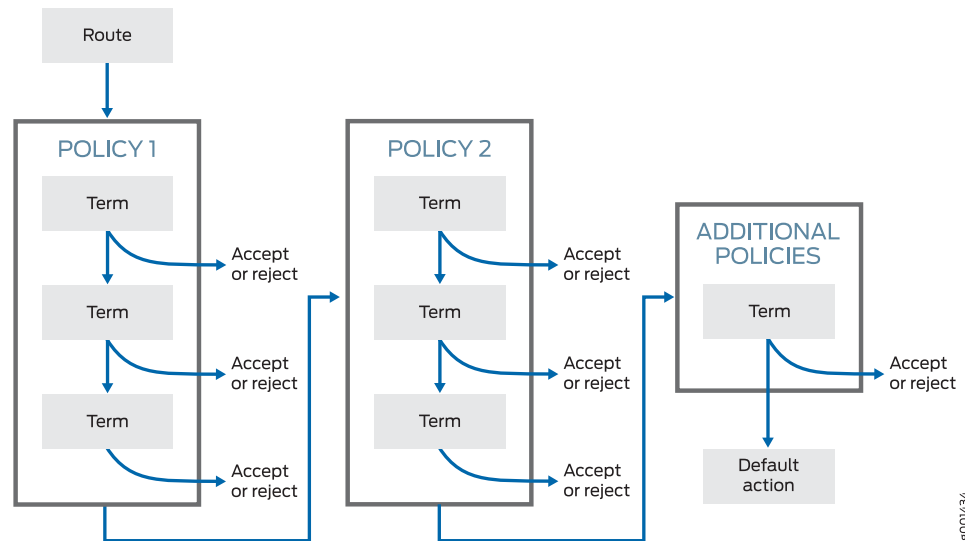 Route
POLICY 1
Term
Accept
or reject
Term
Accept
or reject
Term
Accept
or reject
POLICY 2
Term
Accept
or reject
Term
Accept
or reject
Term
Accept
or reject
ADDITIONAL
POLICIES
Term
Accept
or reject
Default
action
g001434